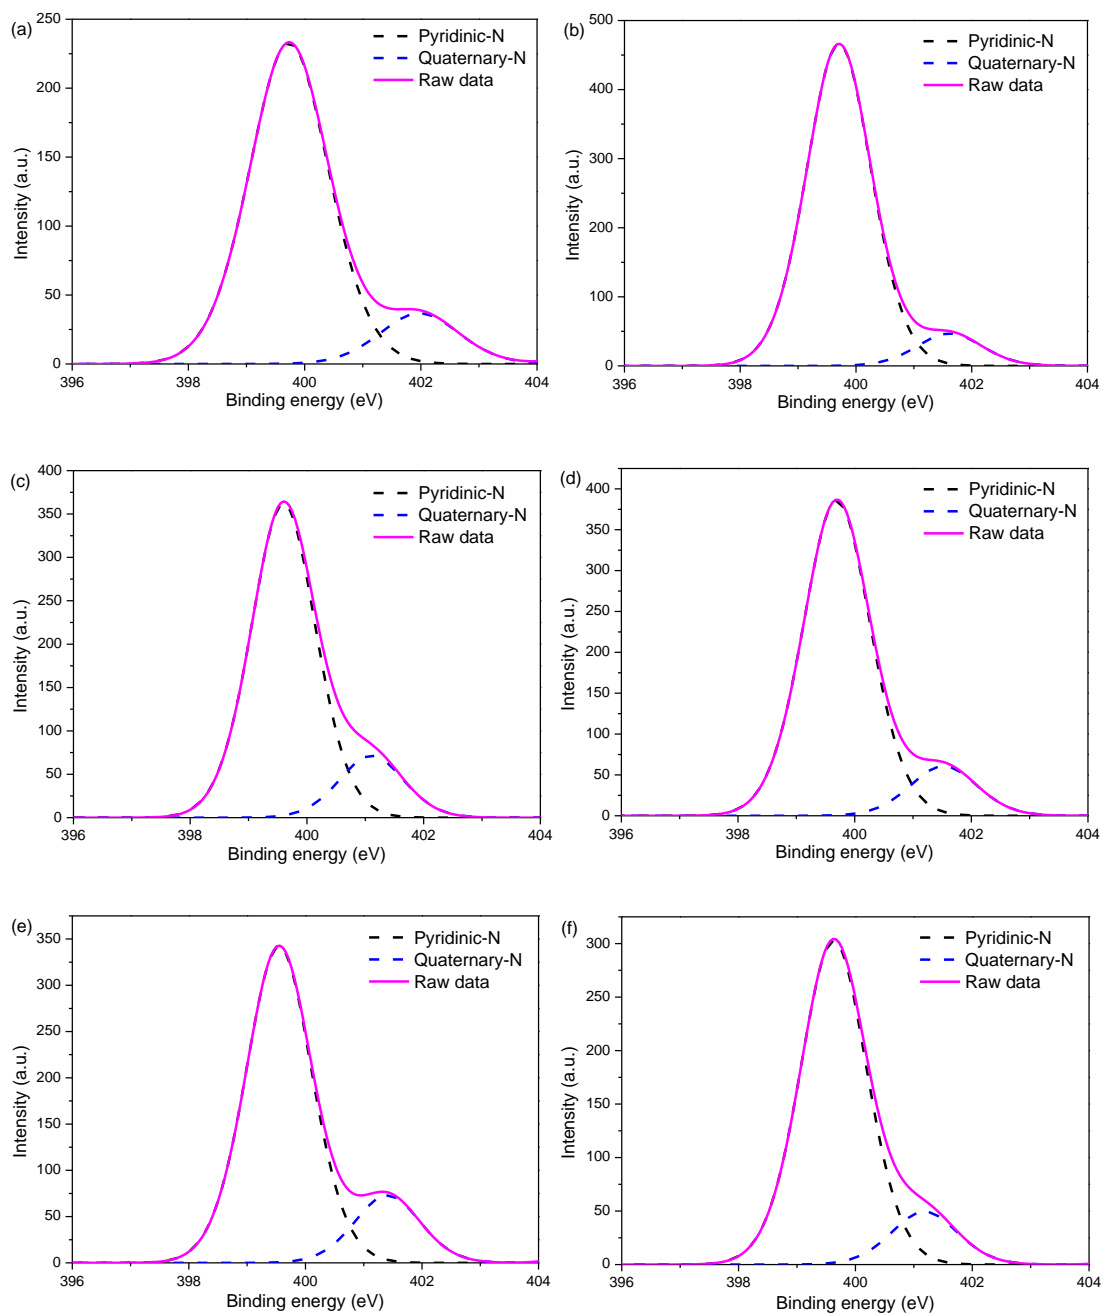 (a)
Pyridinic-N
Quaternary-N
Raw data
250
200
150
100
50
0
396
398
400
402
404
Intensity (a.u.)
Binding energy (eV)
(b)
Pyridinic-N
Quaternary-N
Raw data
500
400
300
200
100
0
396
398
400
402
404
Intensity (a.u.)
Binding energy (eV)
(c)
Pyridinic-N
Quaternary-N
Raw data
400
350
300
250
200
150
100
50
0
396
398
400
402
404
Intensity (a.u.)
Binding energy (eV)
(d)
Pyridinic-N
Quaternary-N
Raw data
400
350
300
250
200
150
100
50
0
396
398
400
402
404
Intensity (a.u.)
Binding energy (eV)
(e)
Pyridinic-N
Quaternary-N
Raw data
350
300
250
200
150
100
50
0
396
398
400
402
404
Intensity (a.u.)
Binding energy (eV)
(f)
Pyridinic-N
Quaternary-N
Raw data
300
250
200
150
100
50
0
396
398
400
402
404
Intensity (a.u.)
Binding energy (eV)